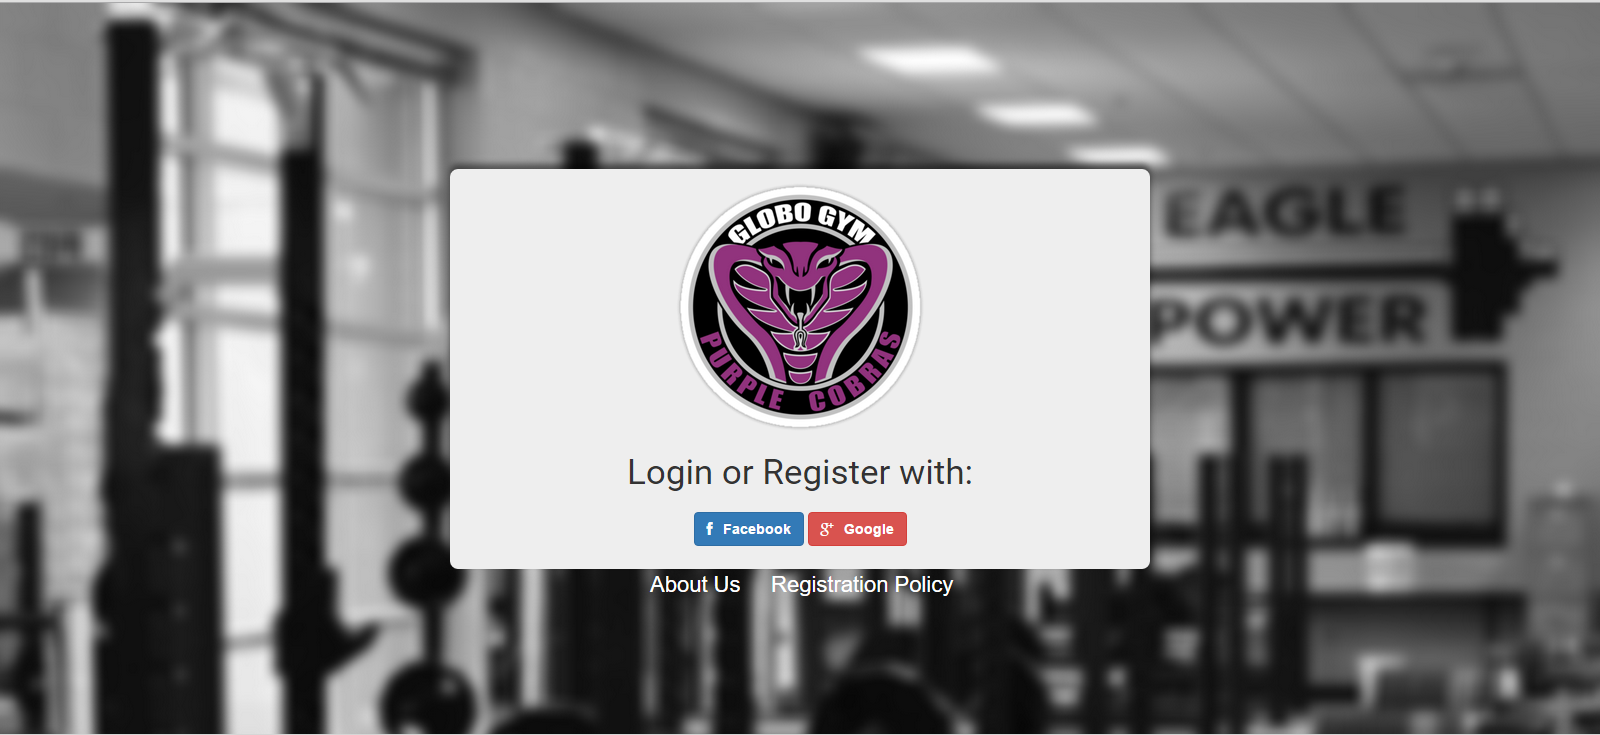 GLOBO GYM
PURPLE COBRAS
EAGLE
POWER
Login or Register with:
f Facebook
g+ Google
About Us Registration Policy